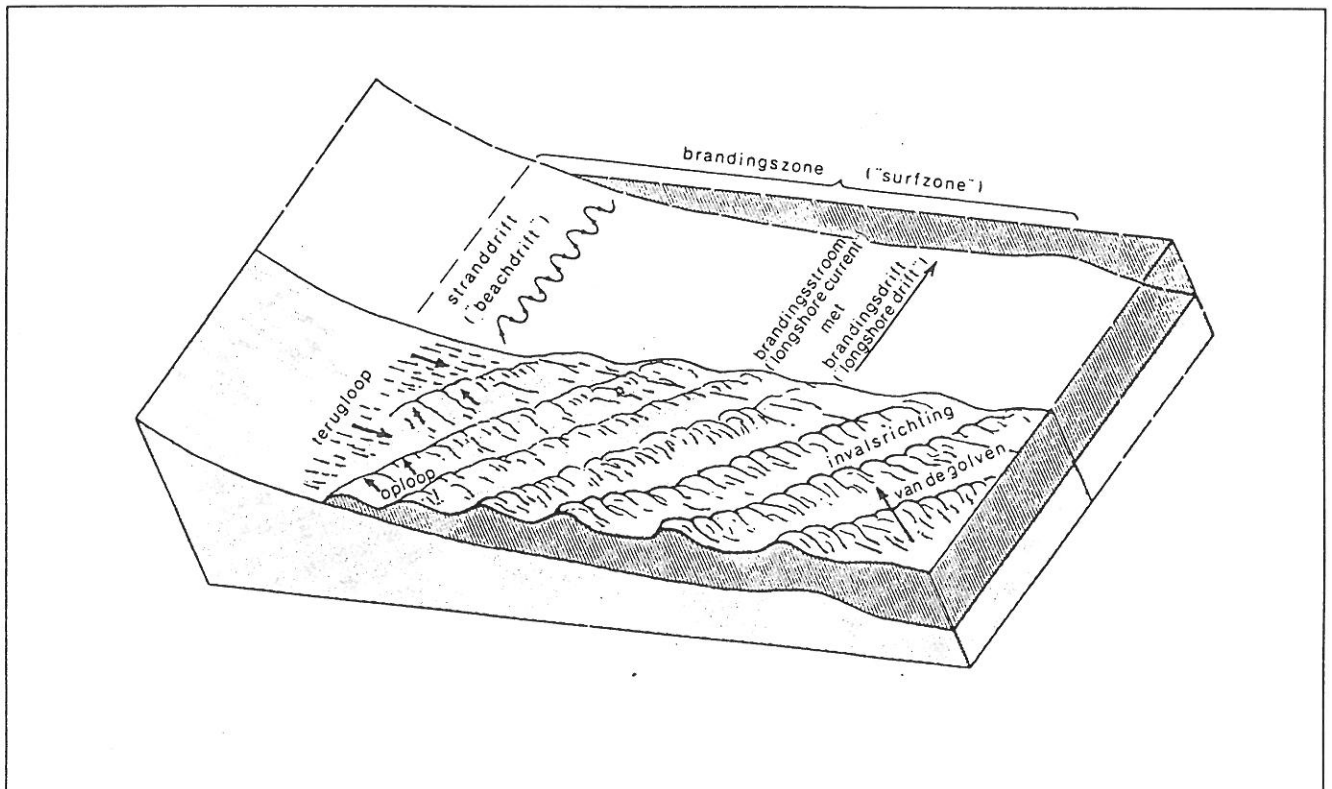 brandingszone ("surfzone")
stranddrift
("beachdrift")
brandingsstroom
(longshore current")
met
brandingsdrift
(longshore drift")
terugloop
oploop
invalsrichting
van de golven